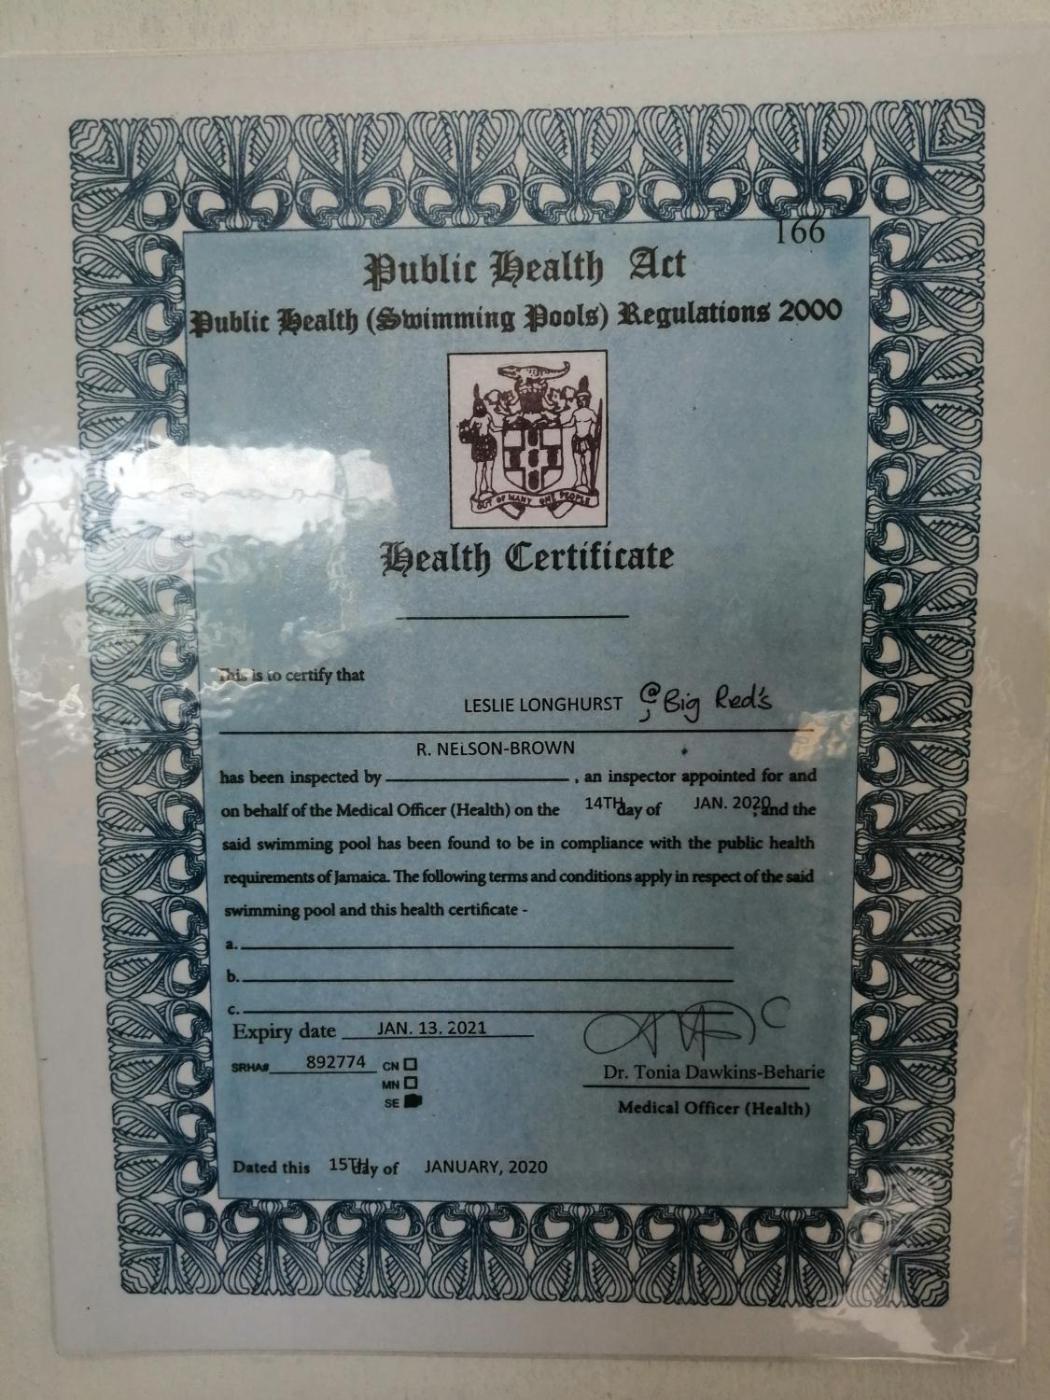 166
Public Health Act
Public Health (Swimming Pools) Regulations 2000
OUT OF MANY ONE PEOPLE
Health Certificate
This is to certify that
LESLIE LONGHURST @ Big Red's
R. NELSON-BROWN
has been inspected by , an inspector appointed for and
on behalf of the Medical Officer (Health) on the 14TH day of JAN. 2020, and the
said swimming pool has been found to be in compliance with the public health
requirements of Jamaica. The following terms and conditions apply in respect of the said
swimming pool and this health certificate -
a.
b.
c.
Expiry date JAN. 13. 2021
SRHA# 892774 CN
MN
SE
Dr. Tonia Dawkins-Beharie
Medical Officer (Health)
Dated this 15TH day of JANUARY, 2020